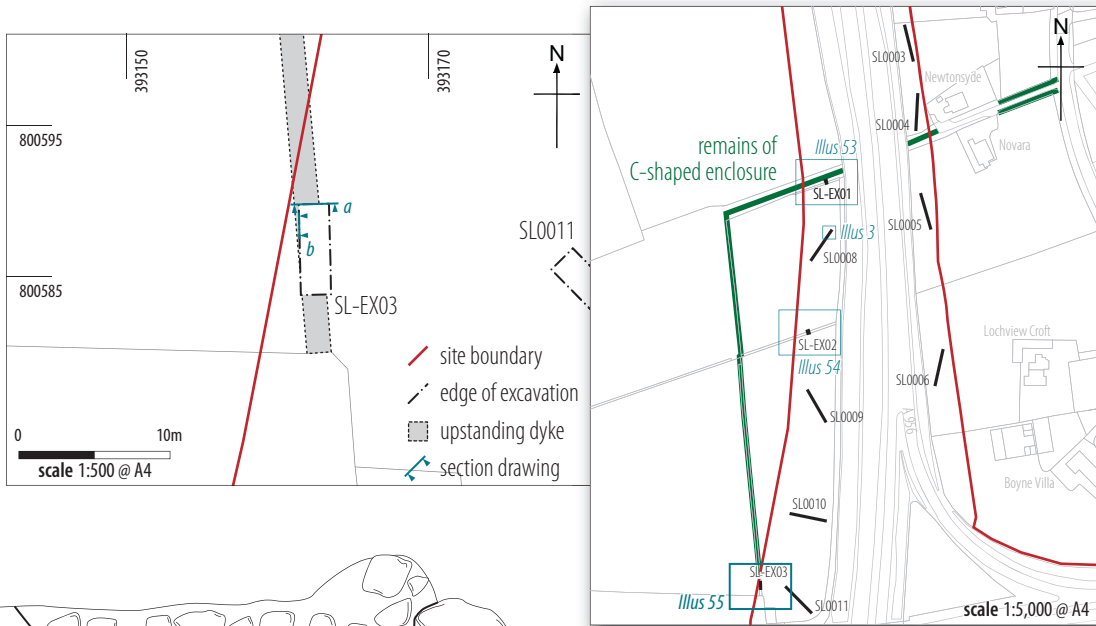 393150
393170
N
800595
a
b
SL0011
800585
SL-EX03
site boundary
edge of excavation
upstanding dyke
section drawing
0 10m
scale 1:500 @ A4
N
SL0003
Newtonsyde
SL0004
Novara
remains of
C-shaped enclosure
Illus 53
SL-EX01
SL0005
Illus 3
SL0008
SL-EX02
Illus 54
Lochview Croft
SL0006
SL0009
A 956
Boyne Villa
SL0010
SL-EX03
Illus 55
SL0011
scale 1:5,000 @ A4